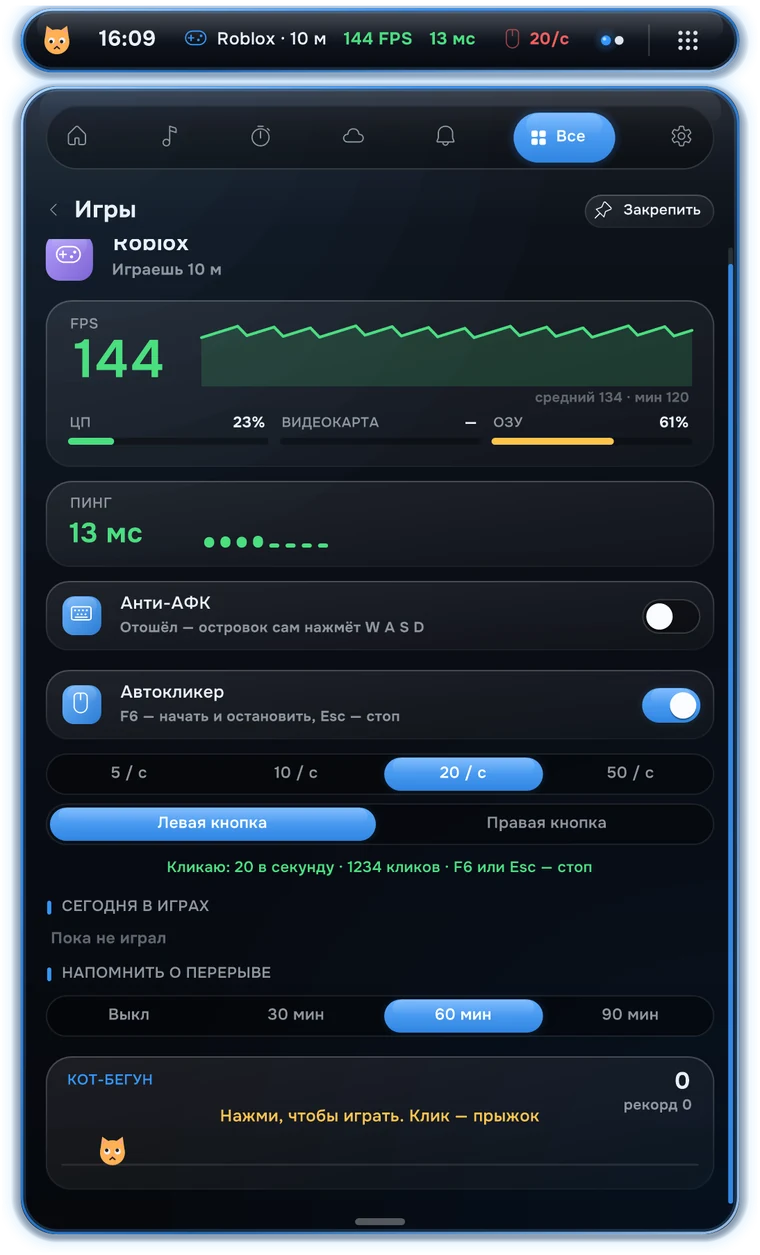 16:09 Roblox · 10 м 144 FPS 13 мс 20/с
Все
Игры Закрепить
Roblox
Играешь 10 м
FPS
144
средний 134 · мин 120
ЦП 23% ВИДЕОКАРТА — ОЗУ 61%
ПИНГ
13 мс
Анти-АФК
Отошёл — островок сам нажмёт W A S D
Автокликер
F6 — начать и остановить, Esc — стоп
5 / с 10 / с 20 / с 50 / с
Левая кнопка Правая кнопка
Кликаю: 20 в секунду · 1234 кликов · F6 или Esc — стоп
СЕГОДНЯ В ИГРАХ
Пока не играл
НАПОМНИТЬ О ПЕРЕРЫВЕ
Выкл 30 мин 60 мин 90 мин
КОТ-БЕГУН 0
рекорд 0
Нажми, чтобы играть. Клик — прыжок